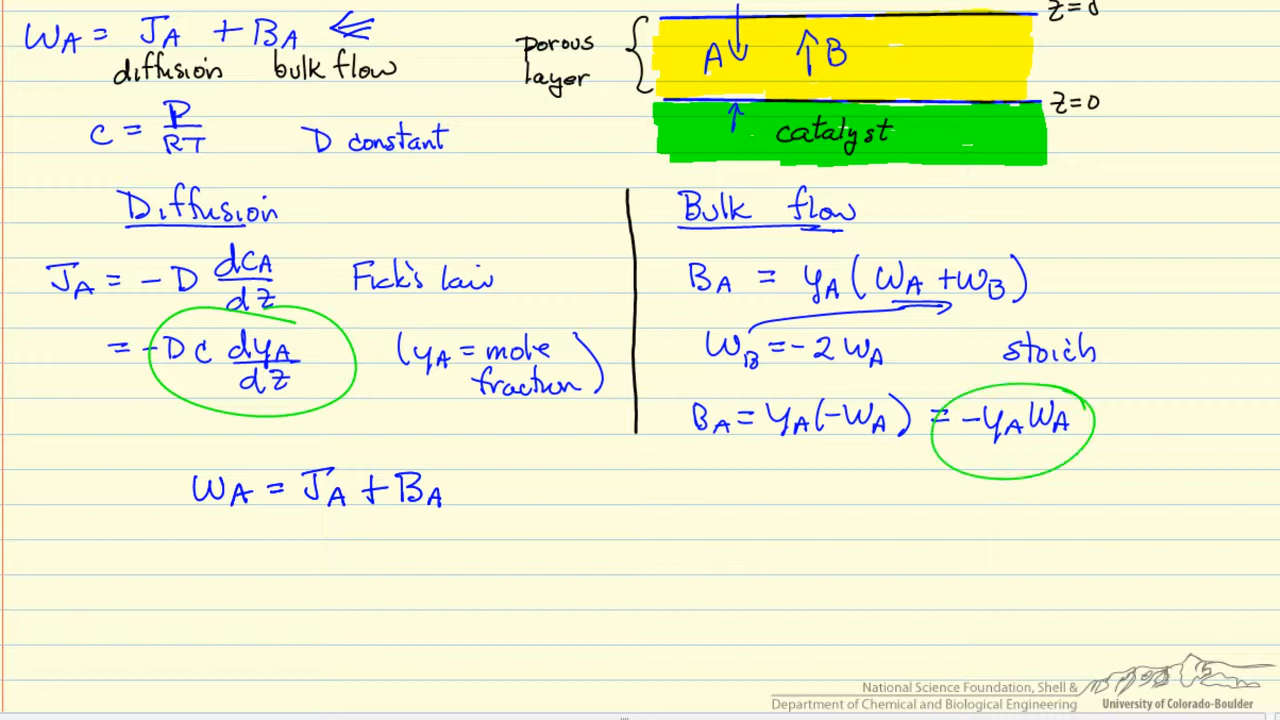 W_A = J_A + B_A ⇐
diffusion bulk flow
porous
layer
A ↓ ↑ B
z=0
catalyst
C = P/RT D constant
Diffusion
J_A = -D dC_A/dz Fick's law
= -D C dy_A/dz (y_A = mole
fraction)
Bulk flow
B_A = y_A (W_A + W_B)
W_B = -2 W_A stoich
B_A = y_A(-W_A) = -y_A W_A
W_A = J_A + B_A
National Science Foundation, Shell &
Department of Chemical and Biological Engineering
University of Colorado-Boulder